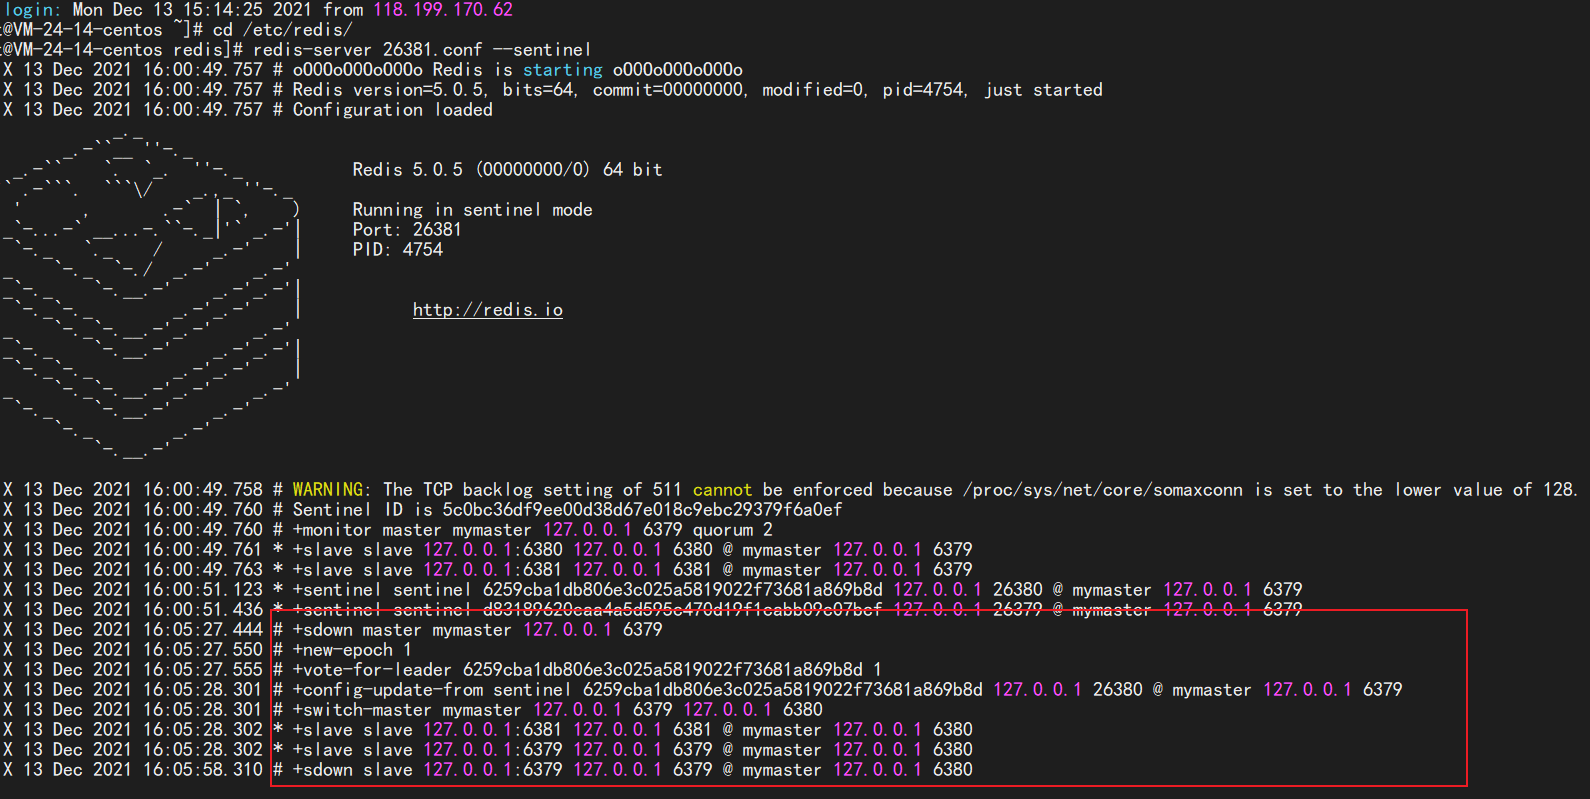 login: Mon Dec 13 15:14:25 2021 from 118.199.170.62
t@VM-24-14-centos ~]# cd /etc/redis/
t@VM-24-14-centos redis]# redis-server 26381.conf --sentinel
X 13 Dec 2021 16:00:49.757 # oO0OoO0OoO0Oo Redis is starting oO0OoO0OoO0Oo
X 13 Dec 2021 16:00:49.757 # Redis version=5.0.5, bits=64, commit=00000000, modified=0, pid=4754, just started
X 13 Dec 2021 16:00:49.757 # Configuration loaded
Redis 5.0.5 (00000000/0) 64 bit
Running in sentinel mode
Port: 26381
PID: 4754
http://redis.io
X 13 Dec 2021 16:00:49.758 # WARNING: The TCP backlog setting of 511 cannot be enforced because /proc/sys/net/core/somaxconn is set to the lower value of 128.
X 13 Dec 2021 16:00:49.760 # Sentinel ID is 5c0bc36df9ee00d38d67e018c9ebc29379f6a0ef
X 13 Dec 2021 16:00:49.760 # +monitor master mymaster 127.0.0.1 6379 quorum 2
X 13 Dec 2021 16:00:49.761 * +slave slave 127.0.0.1:6380 127.0.0.1 6380 @ mymaster 127.0.0.1 6379
X 13 Dec 2021 16:00:49.763 * +slave slave 127.0.0.1:6381 127.0.0.1 6381 @ mymaster 127.0.0.1 6379
X 13 Dec 2021 16:00:51.123 * +sentinel sentinel 6259cba1db806e3c025a5819022f73681a869b8d 127.0.0.1 26380 @ mymaster 127.0.0.1 6379
X 13 Dec 2021 16:00:51.436 * +sentinel sentinel d83189620caa4a5d595c470d19f1cabb09c07bcf 127.0.0.1 26379 @ mymaster 127.0.0.1 6379
X 13 Dec 2021 16:05:27.444 # +sdown master mymaster 127.0.0.1 6379
X 13 Dec 2021 16:05:27.550 # +new-epoch 1
X 13 Dec 2021 16:05:27.555 # +vote-for-leader 6259cba1db806e3c025a5819022f73681a869b8d 1
X 13 Dec 2021 16:05:28.301 # +config-update-from sentinel 6259cba1db806e3c025a5819022f73681a869b8d 127.0.0.1 26380 @ mymaster 127.0.0.1 6379
X 13 Dec 2021 16:05:28.301 # +switch-master mymaster 127.0.0.1 6379 127.0.0.1 6380
X 13 Dec 2021 16:05:28.302 * +slave slave 127.0.0.1:6381 127.0.0.1 6381 @ mymaster 127.0.0.1 6380
X 13 Dec 2021 16:05:28.302 * +slave slave 127.0.0.1:6379 127.0.0.1 6379 @ mymaster 127.0.0.1 6380
X 13 Dec 2021 16:05:58.310 # +sdown slave 127.0.0.1:6379 127.0.0.1 6379 @ mymaster 127.0.0.1 6380